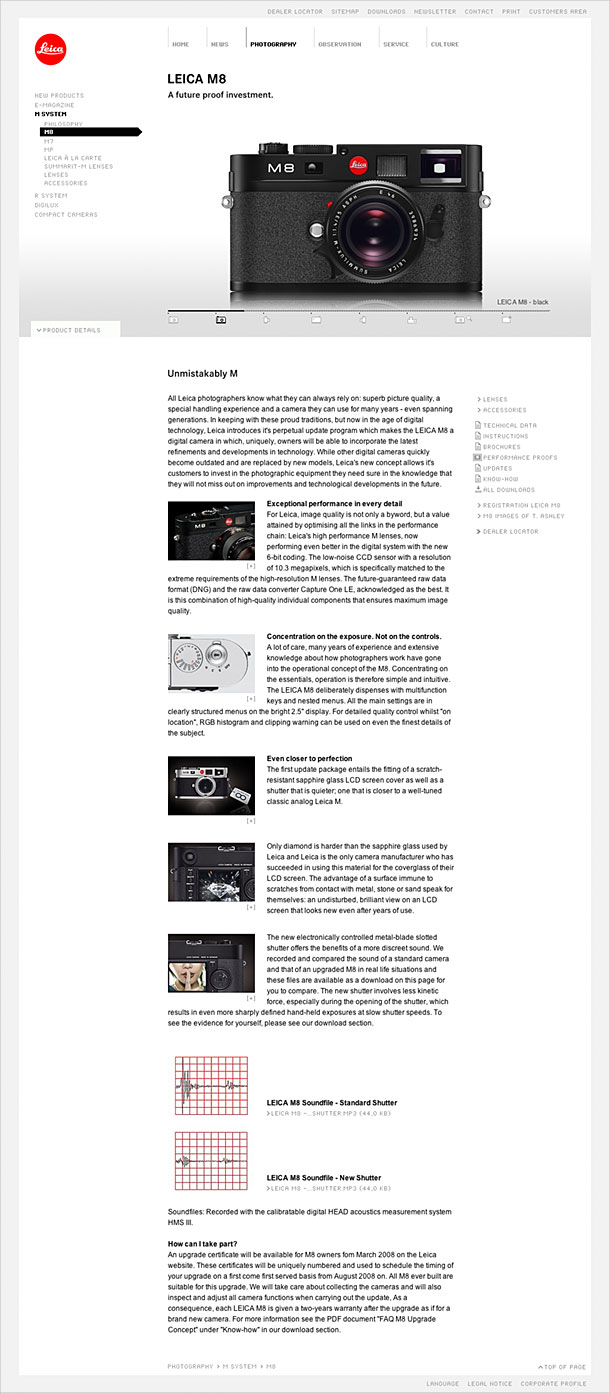 DEALER LOCATOR SITEMAP DOWNLOADS NEWSLETTER CONTACT PRINT CUSTOMERS AREA
Leica
HOME NEWS PHOTOGRAPHY OBSERVATION SERVICE CULTURE
LEICA M8
A future proof investment.
NEW PRODUCTS
E-MAGAZINE
M SYSTEM
PHILOSOPHY
M8
M7
MP
LEICA À LA CARTE
SUMMARIT-M LENSES
LENSES
ACCESSORIES
R SYSTEM
DIGILUX
COMPACT CAMERAS
M8
Leica
LEICA M8 - black
PRODUCT DETAILS
Unmistakably M
All Leica photographers know what they can always rely on: superb picture quality, a
special handling experience and a camera they can use for many years - even spanning
generations. In keeping with these proud traditions, but now in the age of digital
technology, Leica introduces it's perpetual update program which makes the LEICA M8 a
digital camera in which, uniquely, owners will be able to incorporate the latest
refinements and developments in technology. While other digital cameras quickly
become outdated and are replaced by new models, Leica's new concept allows it's
customers to invest in the photographic equipment they need sure in the knowledge that
they will not miss out on improvements and technological developments in the future.
LENSES
ACCESSORIES
TECHNICAL DATA
INSTRUCTIONS
BROCHURES
PERFORMANCE PROOFS
UPDATES
KNOW-HOW
ALL DOWNLOADS
REGISTRATION LEICA M8
M8 IMAGES OF T. ASHLEY
DEALER LOCATOR
Exceptional performance in every detail
For Leica, image quality is not only a byword, but a value
attained by optimising all the links in the performance
chain: Leica's high performance M lenses, now
performing even better in the digital system with the new
6-bit coding. The low-noise CCD sensor with a resolution
of 10.3 megapixels, which is specifically matched to the
extreme requirements of the high-resolution M lenses. The future-guaranteed raw data
format (DNG) and the raw data converter Capture One LE, acknowledged as the best. It
is this combination of high-quality individual components that ensures maximum image
quality.
[+]
Concentration on the exposure. Not on the controls.
A lot of care, many years of experience and extensive
knowledge about how photographers work have gone
into the operational concept of the M8. Concentrating on
the essentials, operation is therefore simple and intuitive.
The LEICA M8 deliberately dispenses with multifunction
keys and nested menus. All the main settings are in
clearly structured menus on the bright 2.5" display. For detailed quality control whilst "on
location", RGB histogram and clipping warning can be used on even the finest details of
the subject.
[+]
Even closer to perfection
The first update package entails the fitting of a scratch-
resistant sapphire glass LCD screen cover as well as a
shutter that is quieter; one that is closer to a well-tuned
classic analog Leica M.
[+]
Only diamond is harder than the sapphire glass used by
Leica and Leica is the only camera manufacturer who has
succeeded in using this material for the coverglass of their
LCD screen. The advantage of a surface immune to
scratches from contact with metal, stone or sand speak for
themselves: an undisturbed, brilliant view on an LCD
screen that looks new even after years of use.
[+]
The new electronically controlled metal-blade slotted
shutter offers the benefits of a more discreet sound. We
recorded and compared the sound of a standard camera
and that of an upgraded M8 in real life situations and
these files are available as a download on this page for
you to compare. The new shutter involves less kinetic
force, especially during the opening of the shutter, which
results in even more sharply defined hand-held exposures at slow shutter speeds. To
see the evidence for yourself, please see our download section.
[+]
LEICA M8 Soundfile - Standard Shutter
LEICA M8 -...SHUTTER.MP3 (44,0 KB)
LEICA M8 Soundfile - New Shutter
LEICA M8 -...SHUTTER.MP3 (44,0 KB)
Soundfiles: Recorded with the calibratable digital HEAD acoustics measurement system
HMS III.
How can I take part?
An upgrade certificate will be available for M8 owners fom March 2008 on the Leica
website. These certificates will be uniquely numbered and used to schedule the timing of
your upgrade on a first come first served basis from August 2008 on. All M8 ever built are
suitable for this upgrade. We will take care about collecting the cameras and will also
inspect and adjust all camera functions when carrying out the update, As a
consequence, each LEICA M8 is given a two-years warranty after the upgrade as if for a
brand new camera. For more information see the PDF document "FAQ M8 Upgrade
Concept" under "Know-how" in our download section.
PHOTOGRAPHY M SYSTEM M8
TOP OF PAGE
LANGUAGE LEGAL NOTICE CORPORATE PROFILE